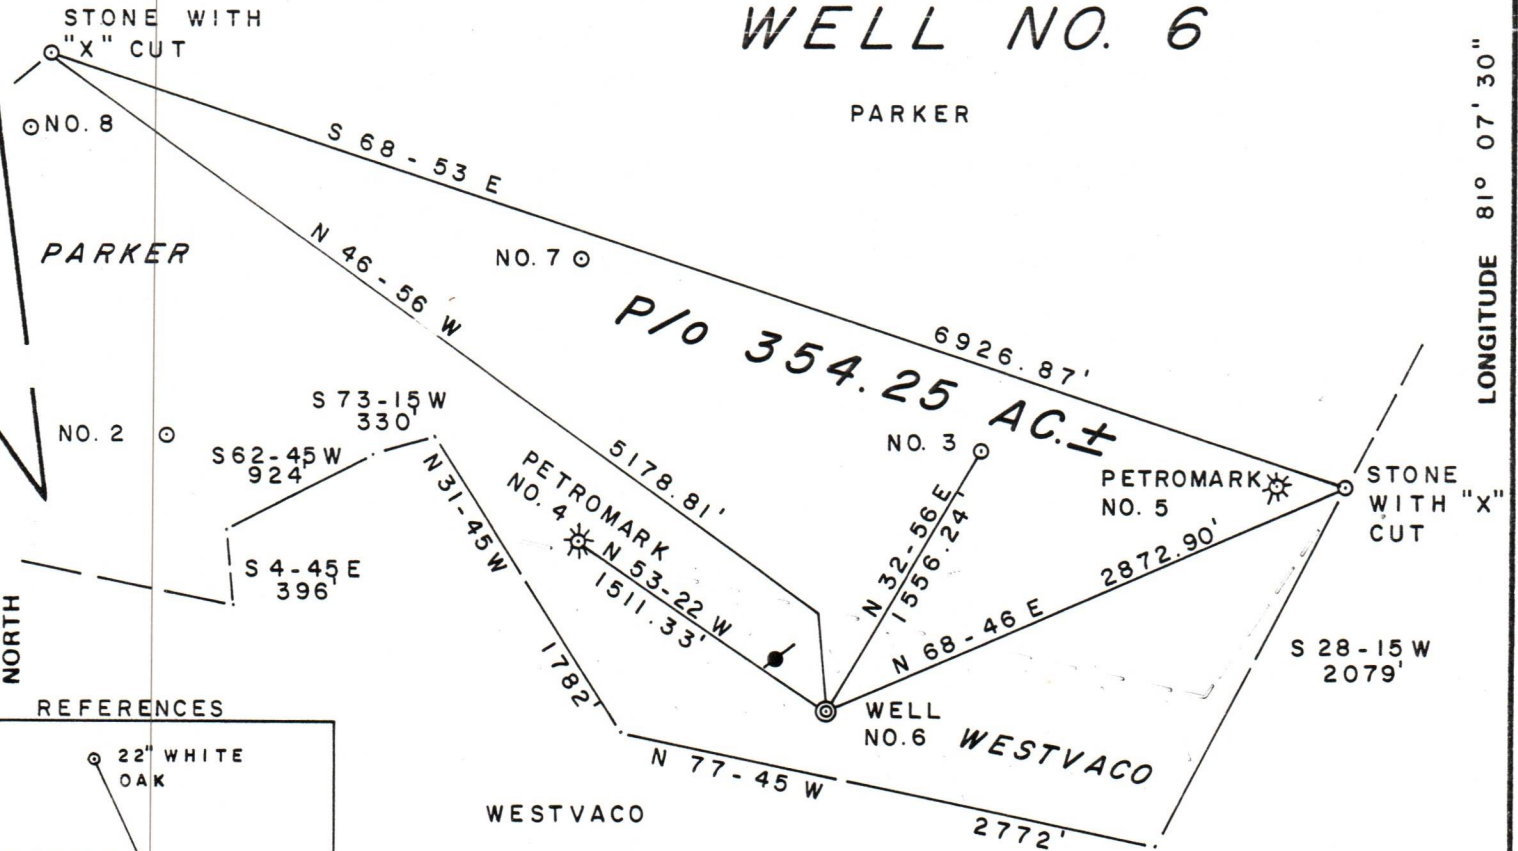 WELL NO. 6
STONE WITH
"X" CUT
PARKER
LONGITUDE 81° 07' 30"
NO. 8
S 68-53 E
PARKER
N 46-56 W
NO. 7
P/O 354.25 AC.±
6926.87'
S 73-15 W
330'
NO. 2
S 62-45 W
924'
5178.81'
NO. 3
PETROMARK
NO. 4
PETROMARK
NO. 5
STONE
WITH "X"
CUT
N 31-45 W
1782'
N 53-22 W
1511.33'
N 32-56 E
1556.24'
2872.90'
N 68-46 E
S 4-45 E
396'
NORTH
S 28-15 W
2079'
REFERENCES
22" WHITE
OAK
WELL
NO. 6
WESTVACO
N 77-45 W
2772'
WESTVACO